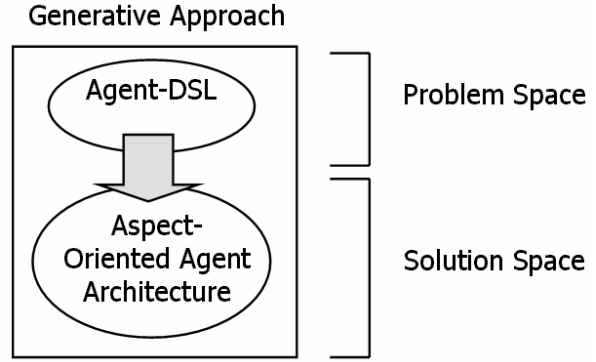 Generative Approach
Agent-DSL
Problem Space
Aspect-
Oriented Agent
Architecture
Solution Space